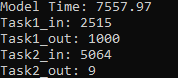 Model Time: 7557.97
Task1_in: 2515
Task1_out: 1000
Task2_in: 5064
Task2_out: 9